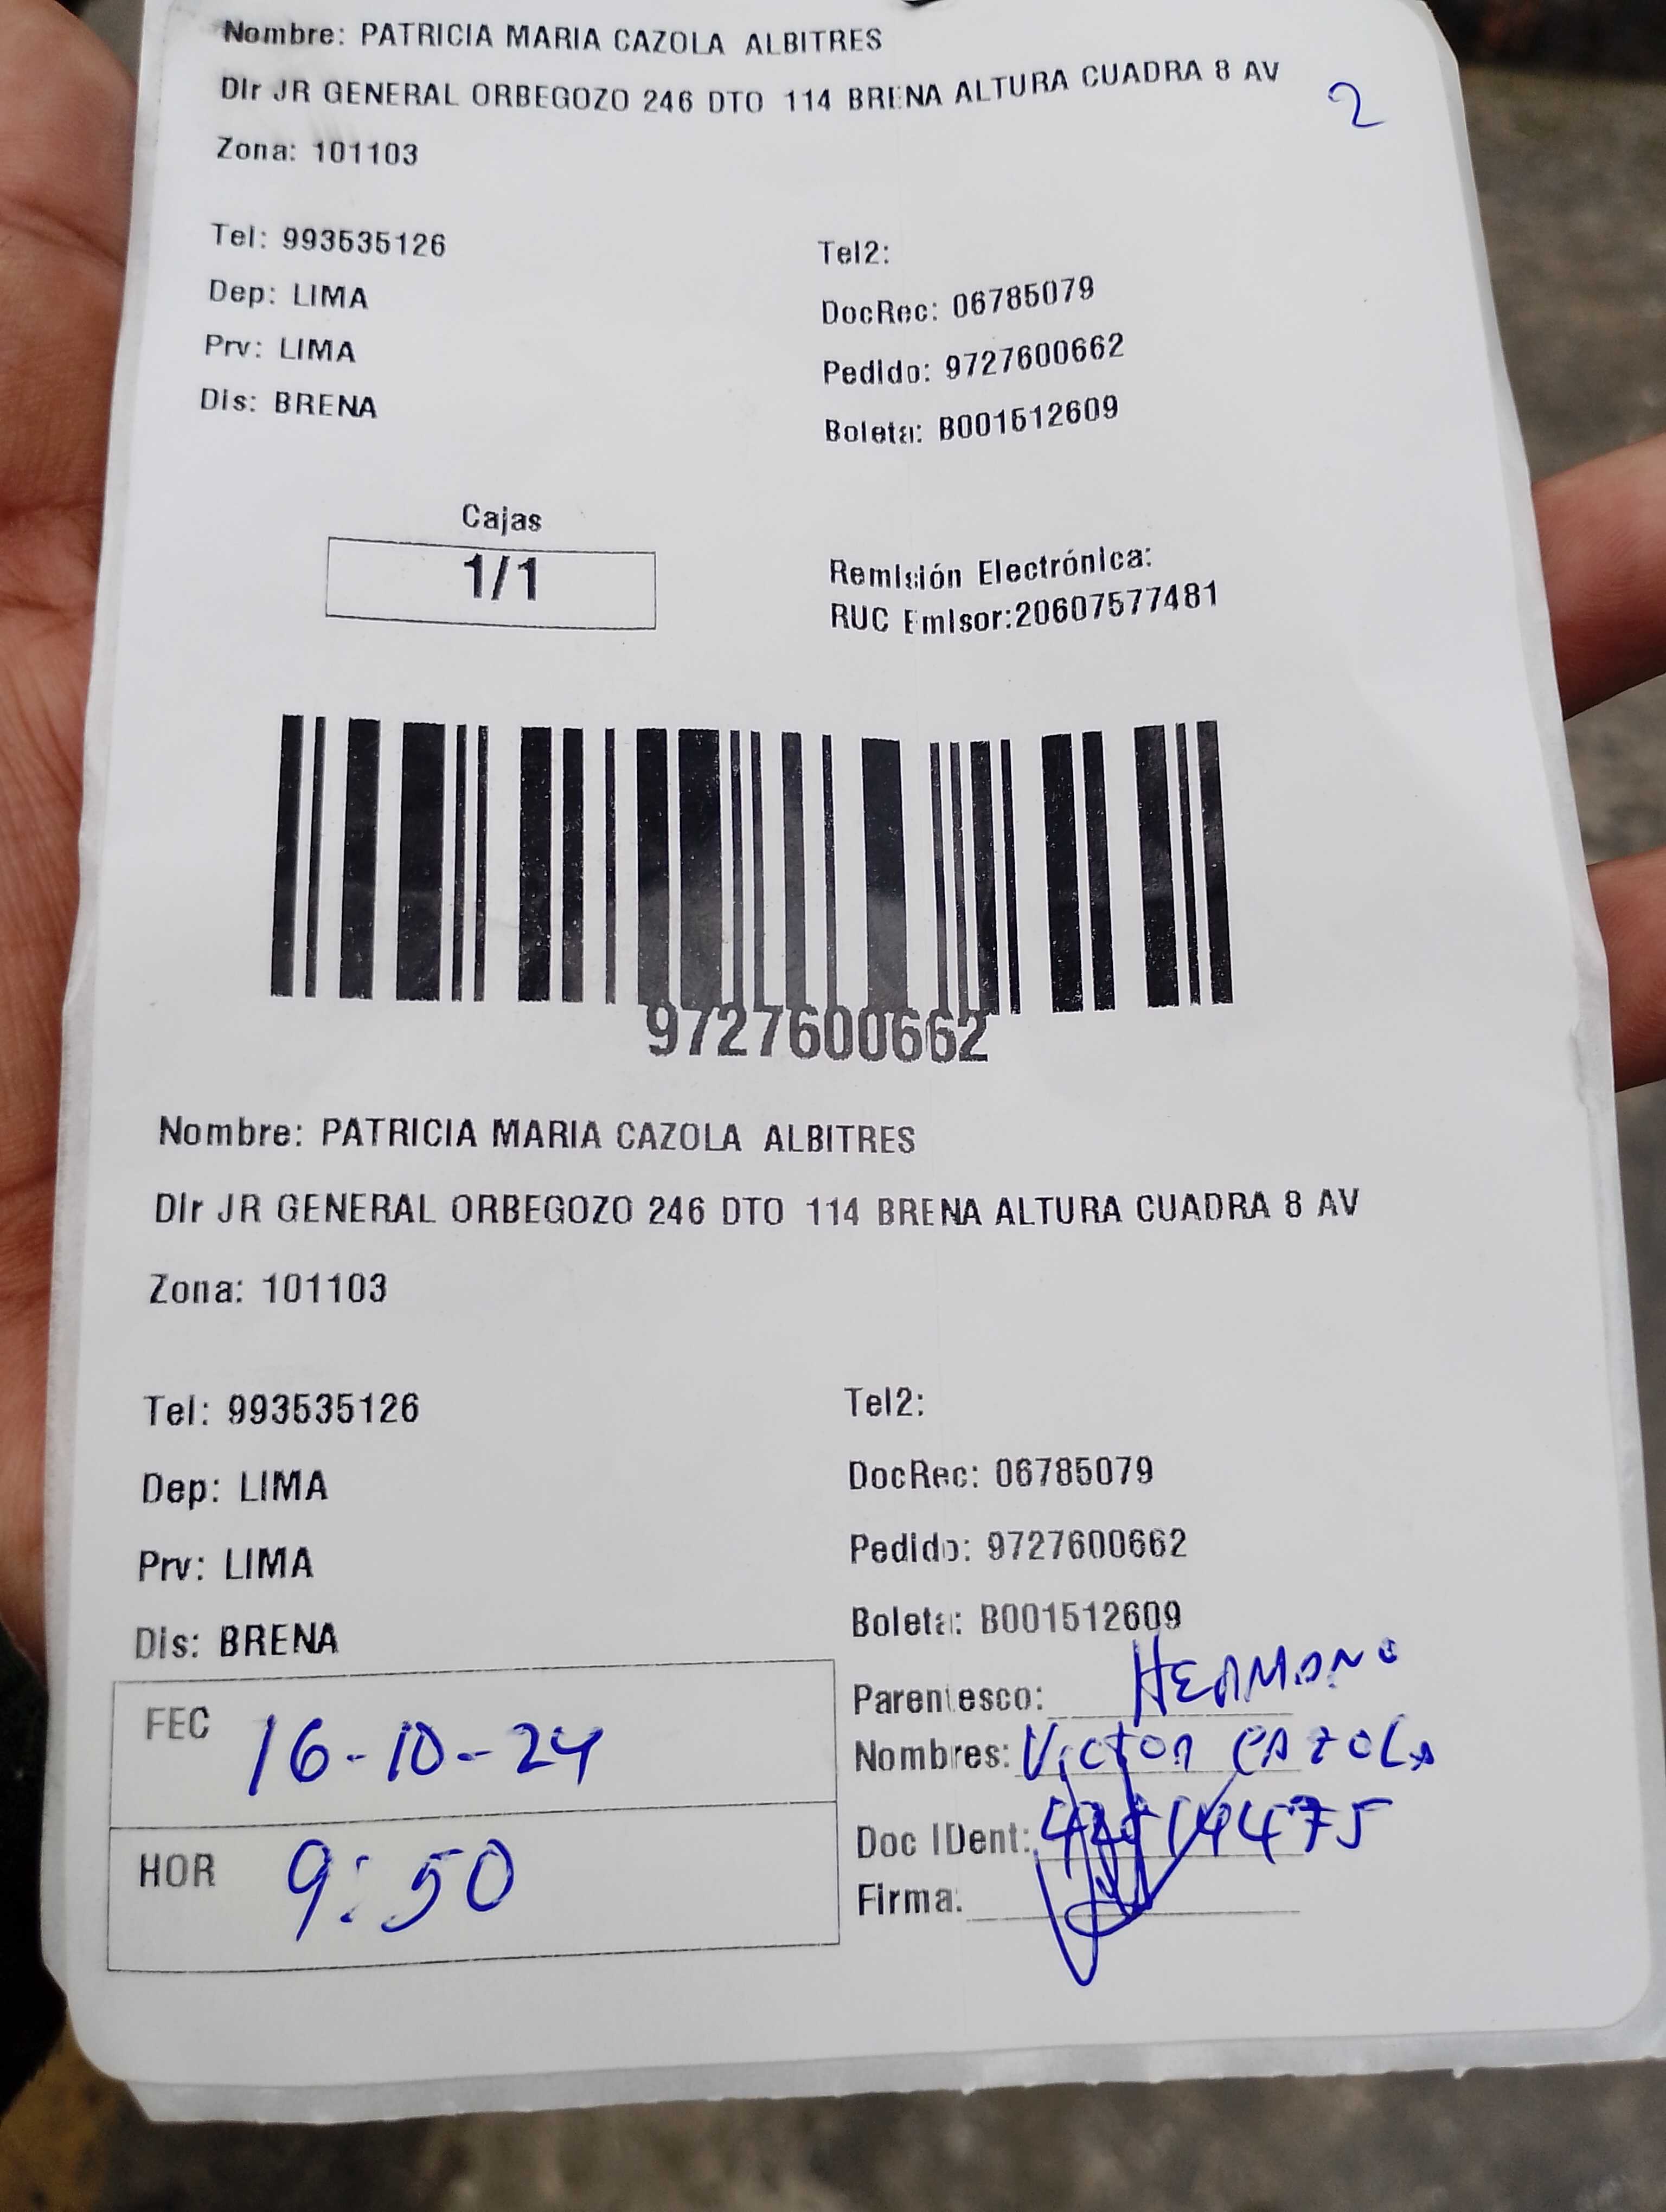 Nombre: PATRICIA MARIA CAZOLA ALBITRES
Dir JR GENERAL ORBEGOZO 246 DTO 114 BRENA ALTURA CUADRA 8 AV
2
Zona: 101103
Tel: 993535126
Tel2:
Dep: LIMA
DocRec: 06785079
Prv: LIMA
Pedido: 9727600662
Dis: BRENA
Boleta: B001512609
Cajas
1/1
Remisión Electrónica:
RUC Emisor:20607577481
9727600662
Nombre: PATRICIA MARIA CAZOLA ALBITRES
Dir JR GENERAL ORBEGOZO 246 DTO 114 BRENA ALTURA CUADRA 8 AV
Zona: 101103
Tel: 993535126
Tel2:
Dep: LIMA
DocRec: 06785079
Prv: LIMA
Pedido: 9727600662
Dis: BRENA
Boleta: B001512609
FEC 16-10-24
Parentesco: HERMANO
Nombres: VICTOR CAZOLA
HOR 9:50
Doc IDent:
Firma: